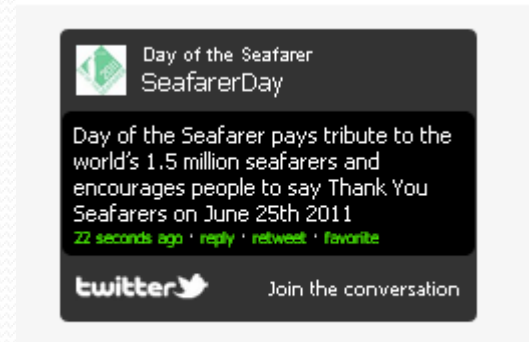 Day of the Seafarer
SeafarerDay
Day of the Seafarer pays tribute to the
world's 1.5 million seafarers and
encourages people to say Thank You
Seafarers on June 25th 2011
22 seconds ago · reply · retweet · favorite
twitter
Join the conversation